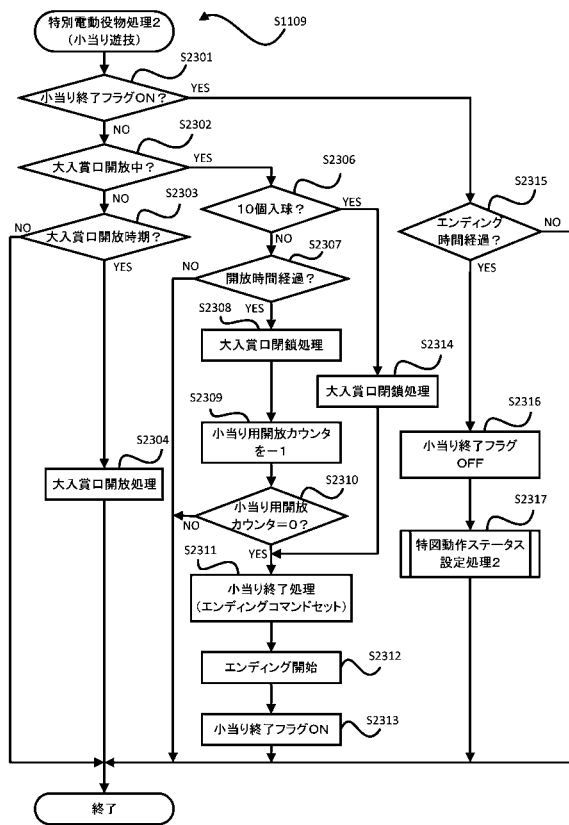 特別電動役物処理2
(小当り遊技)
S1109
S2301
小当り終了フラグON?
YES
NO
S2302
大入賞口開放中?
YES
NO
S2303
大入賞口開放時期?
NO
YES
S2304
大入賞口開放処理
S2306
10個入球?
YES
NO
S2307
開放時間経過?
NO
YES
S2308
大入賞口閉鎖処理
S2309
小当り用開放カウンタ
を-1
S2310
小当り用開放
カウンタ=0?
NO
YES
S2311
小当り終了処理
(エンディングコマンドセット)
エンディング開始
S2312
小当り終了フラグON
S2313
S2314
大入賞口閉鎖処理
S2315
エンディング
時間経過?
NO
YES
S2316
小当り終了フラグ
OFF
S2317
特図動作ステータス
設定処理2
終了